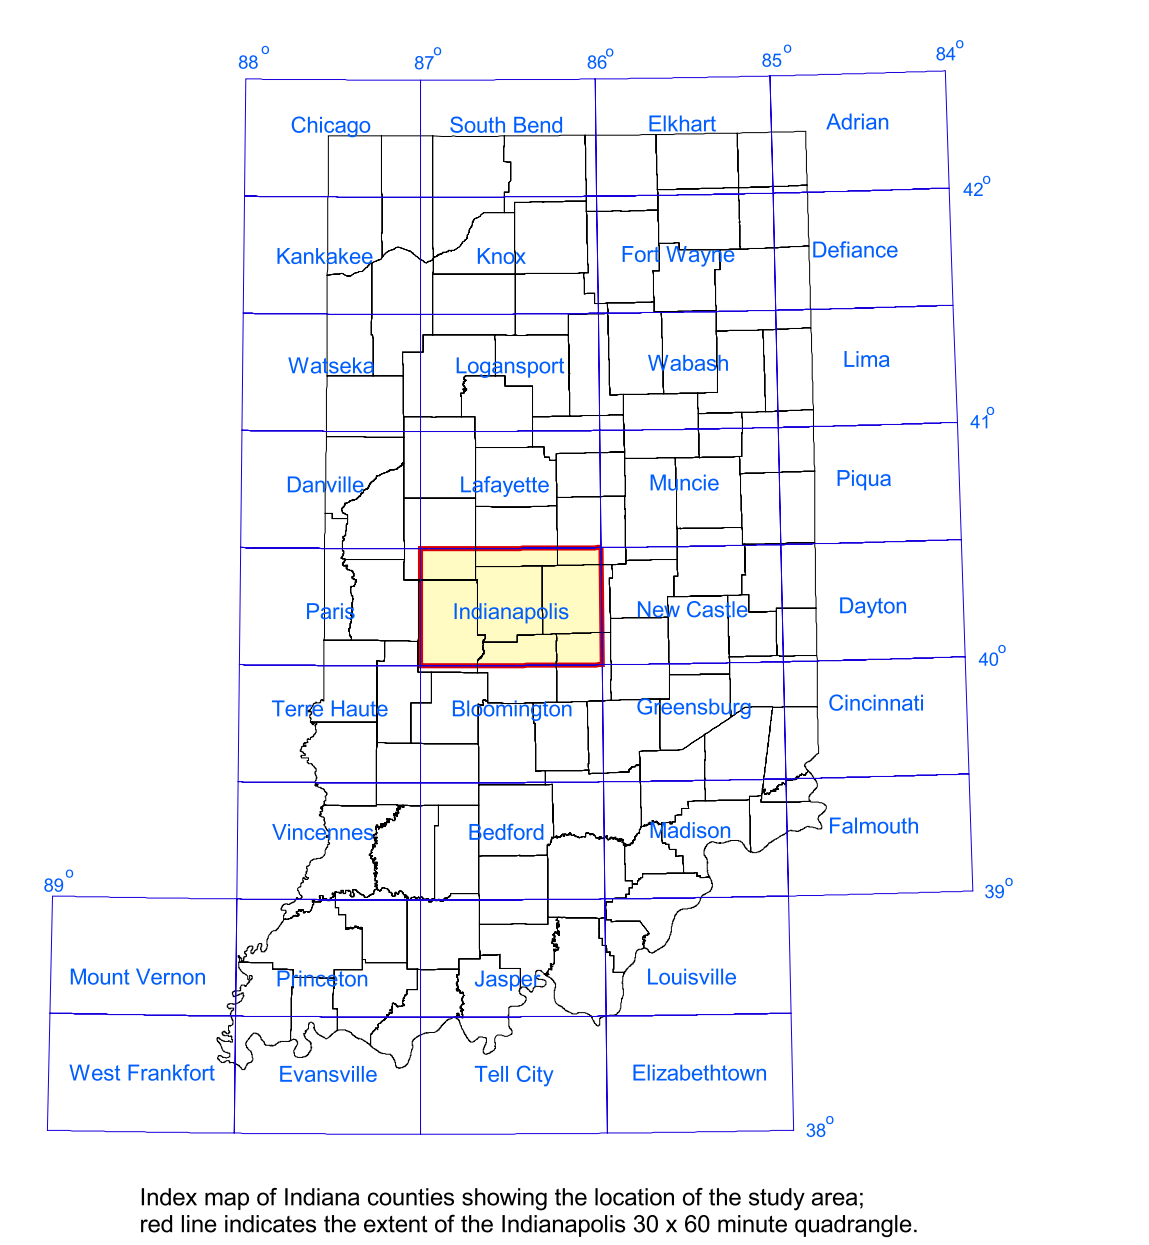 88° 87° 86° 85° 84°
Chicago South Bend Elkhart Adrian
42°
Kankakee Knox Fort Wayne Defiance
Watseka Logansport Wabash Lima
41°
Danville Lafayette Muncie Piqua
Paris Indianapolis New Castle Dayton
40°
Terre Haute Bloomington Greensburg Cincinnati
Vincennes Bedford Madison Falmouth
89° 39°
Mount Vernon Princeton Jasper Louisville
West Frankfort Evansville Tell City Elizabethtown
38°
Index map of Indiana counties showing the location of the study area;
red line indicates the extent of the Indianapolis 30 x 60 minute quadrangle.